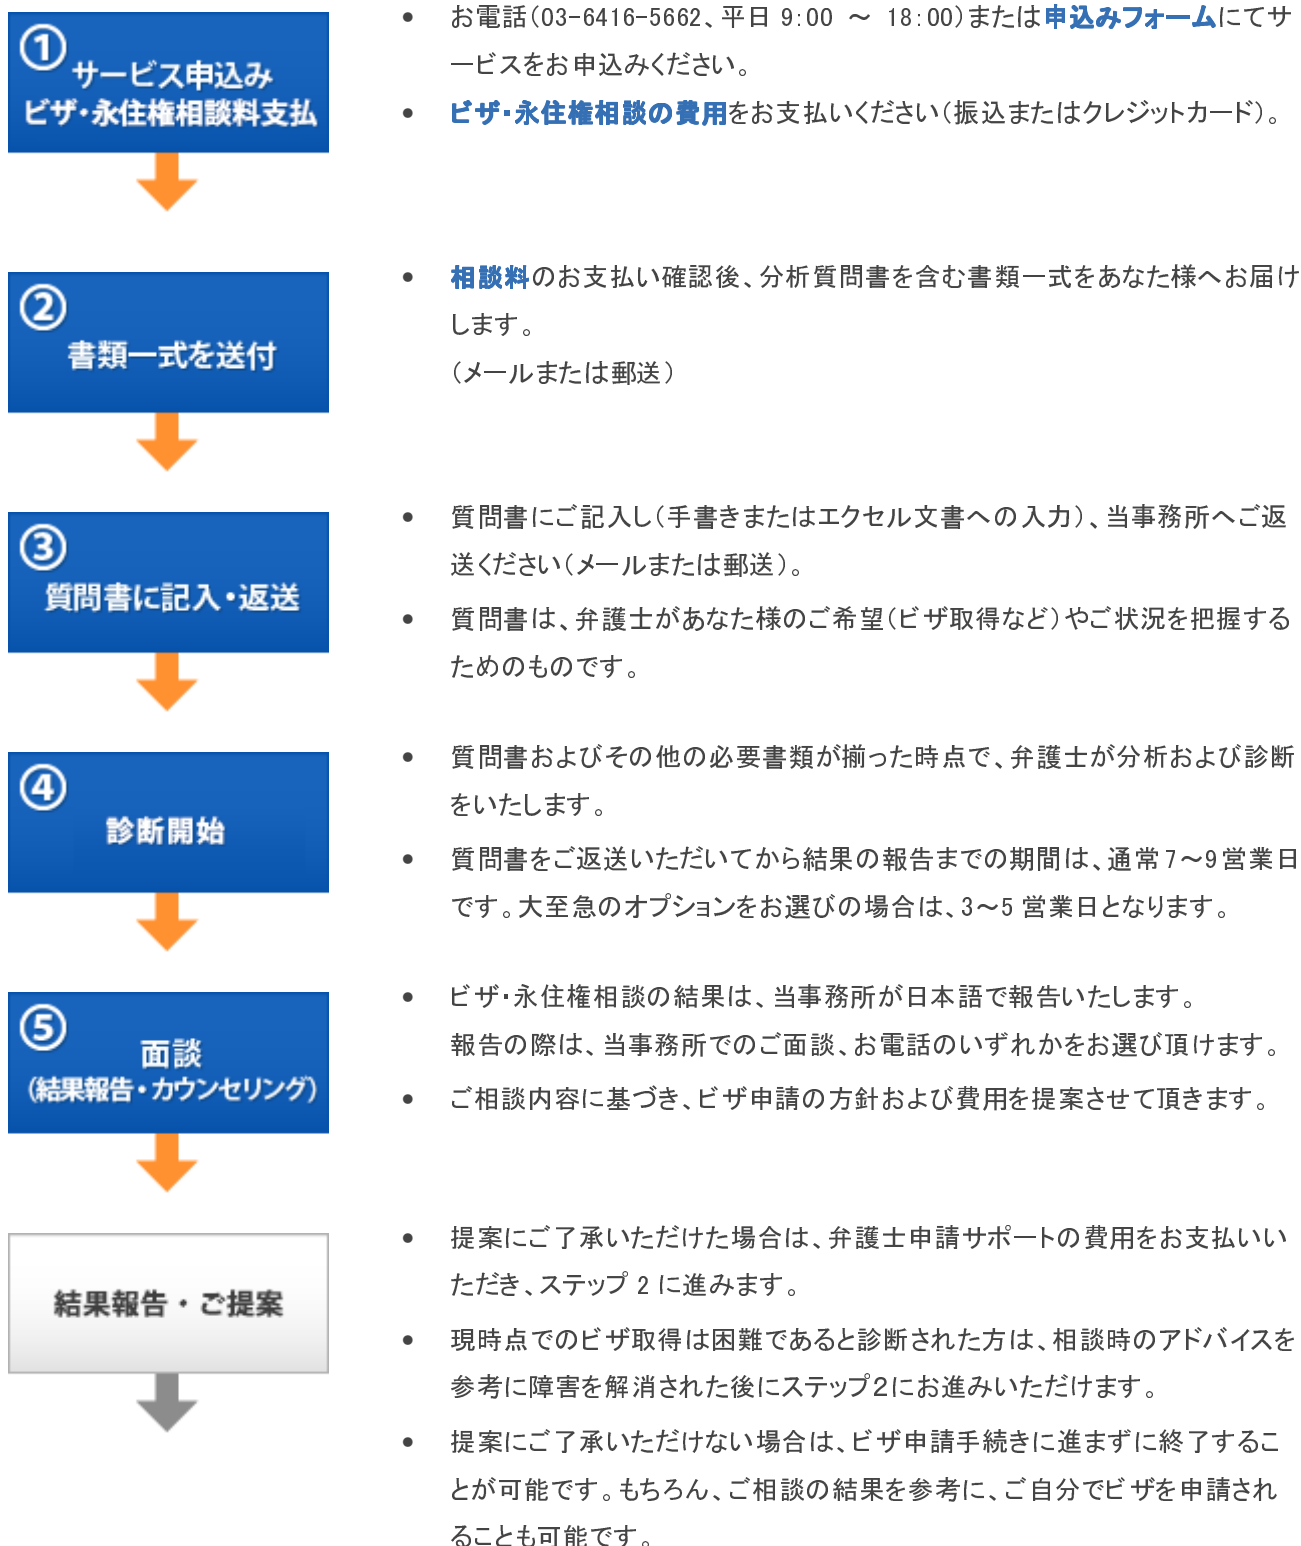 ①
サービス申込み
ビザ・永住権相談料支払
• お電話（03-6416-5662、平日 9:00 ～ 18:00）または申込みフォームにてサ
ービスをお申込みください。
• ビザ・永住権相談の費用をお支払いください（振込またはクレジットカード）。
②
書類一式を送付
• 相談料のお支払い確認後、分析質問書を含む書類一式をあなた様へお届け
します。
（メールまたは郵送）
③
質問書に記入・返送
• 質問書にご記入し（手書きまたはエクセル文書への入力）、当事務所へご返
送ください（メールまたは郵送）。
• 質問書は、弁護士があなた様のご希望（ビザ取得など）やご状況を把握する
ためのものです。
④
診断開始
• 質問書およびその他の必要書類が揃った時点で、弁護士が分析および診断
をいたします。
• 質問書をご返送いただいてから結果の報告までの期間は、通常 7～9 営業日
です。大至急のオプションをお選びの場合は、3～5 営業日となります。
⑤
面談
（結果報告・カウンセリング）
• ビザ・永住権相談の結果は、当事務所が日本語で報告いたします。
報告の際は、当事務所でのご面談、お電話のいずれかをお選び頂けます。
• ご相談内容に基づき、ビザ申請の方針および費用を提案させて頂きます。
結果報告・ご提案
• 提案にご了承いただけた場合は、弁護士申請サポートの費用をお支払いい
ただき、ステップ 2 に進みます。
• 現時点でのビザ取得は困難であると診断された方は、相談時のアドバイスを
参考に障害を解消された後にステップ2にお進みいただけます。
• 提案にご了承いただけない場合は、ビザ申請手続きに進まずに終了するこ
とが可能です。もちろん、ご相談の結果を参考に、ご自分でビザを申請され
ることも可能です。